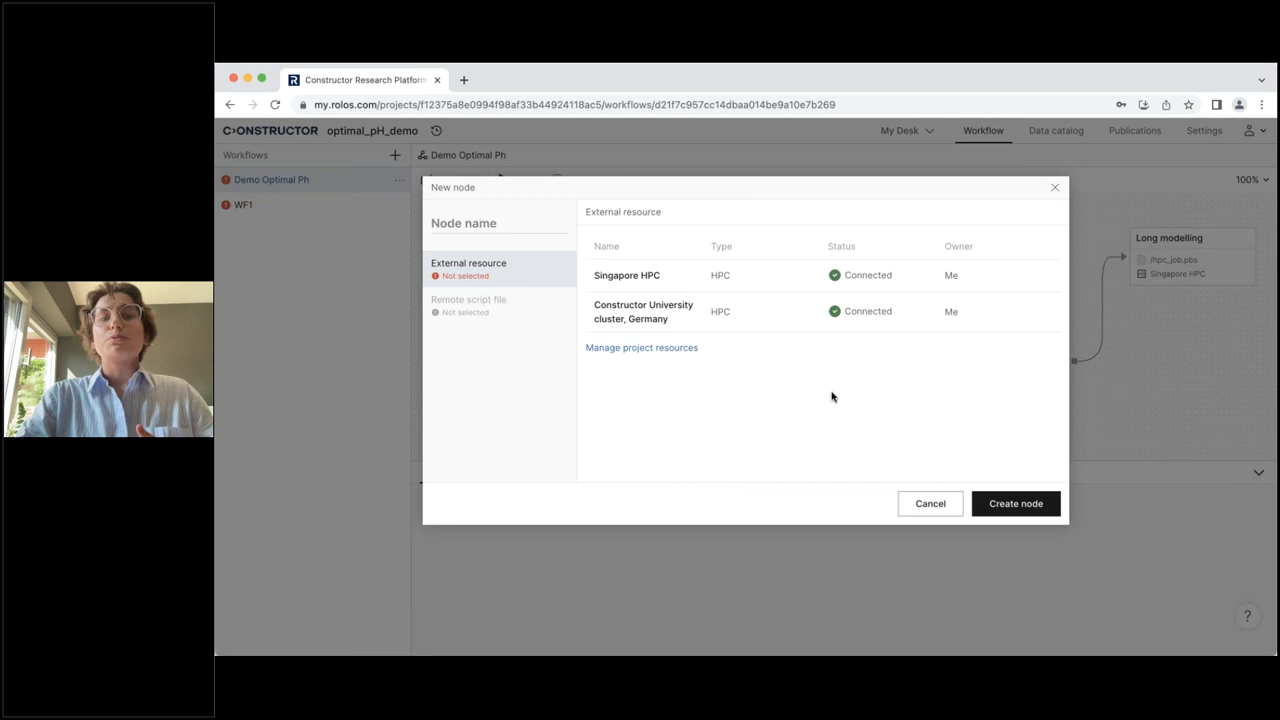 Constructor Research Platform
my.rolos.com/projects/f12375a8e0994f98af33b44924118ac5/workflows/d21f7c957cc14dbaa014be9a10e7b269
CONSTRUCTOR optimal_pH_demo My Desk Workflow Data catalog Publications Settings
Workflows Demo Optimal Ph
Demo Optimal Ph 100%
WF1
New node
Node name
External resource
Not selected
Remote script file
Not selected
External resource
Name Type Status Owner
Singapore HPC HPC Connected Me
Constructor University
cluster, Germany HPC Connected Me
Manage project resources
Cancel Create node
Long modelling
/hpc_job.pbs
Singapore HPC
?